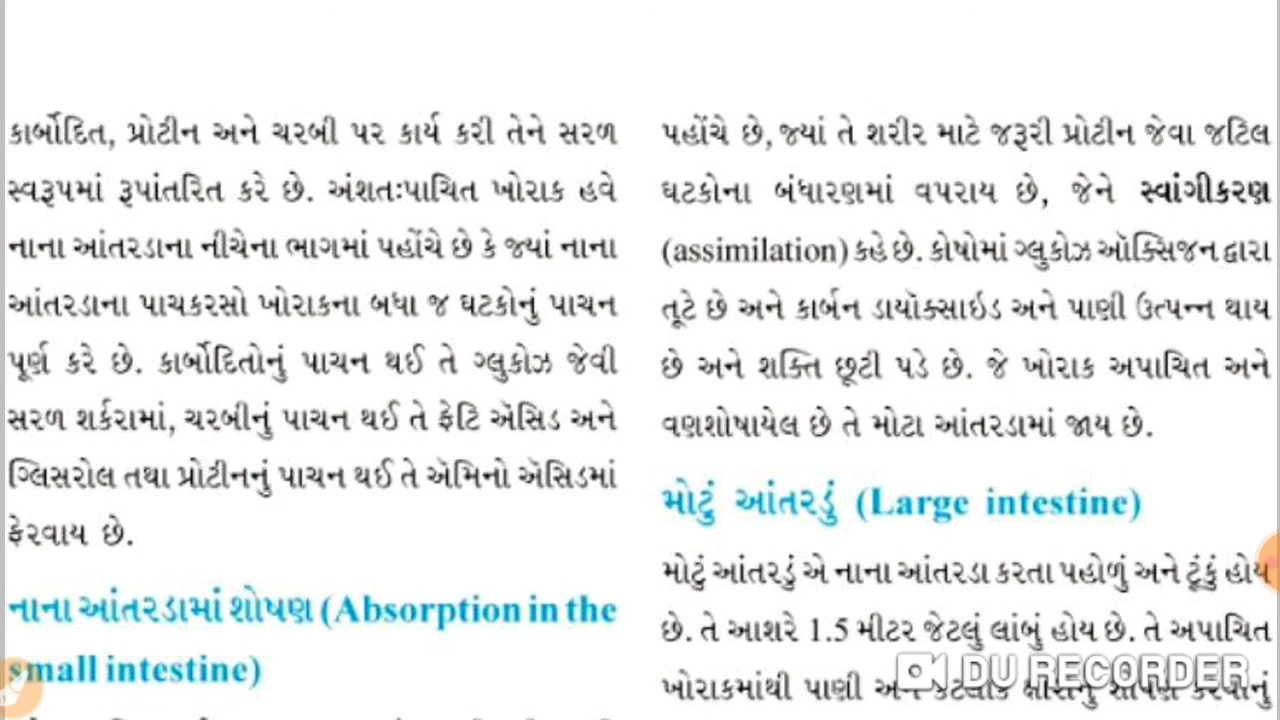 કાર્બોદિત, પ્રોટીન અને ચરબી પર કાર્ય કરી તેને સરળ
સ્વરૂપમાં રૂપાંતરિત કરે છે. અંશતઃપાચિત ખોરાક હવે
નાના આંતરડાના નીચેના ભાગમાં પહોંચે છે કે જ્યાં નાના
આંતરડાના પાચકરસો ખોરાકના બધા જ ઘટકોનું પાચન
પૂર્ણ કરે છે. કાર્બોદિતોનું પાચન થઈ તે ગ્લુકોઝ જેવી
સરળ શર્કરામાં, ચરબીનું પાચન થઈ તે ફેટિ ઍસિડ અને
ગ્લિસરોલ તથા પ્રોટીનનું પાચન થઈ તે ઍમિનો ઍસિડમાં
ફેરવાય છે.
નાના આંતરડામાં શોષણ (Absorption in the
small intestine)
પહોંચે છે, જ્યાં તે શરીર માટે જરૂરી પ્રોટીન જેવા જટિલ
ઘટકોના બંધારણમાં વપરાય છે, જેને સ્વાંગીકરણ
(assimilation) કહે છે. કોષોમાં ગ્લુકોઝ ઑક્સિજન દ્વારા
તૂટે છે અને કાર્બન ડાયૉક્સાઇડ અને પાણી ઉત્પન્ન થાય
છે અને શક્તિ છૂટી પડે છે. જે ખોરાક અપાચિત અને
વણશોષાયેલ છે તે મોટા આંતરડામાં જાય છે.
મોટું આંતરડું (Large intestine)
મોટું આંતરડું એ નાના આંતરડા કરતા પહોળું અને ટૂંકું હોય
છે. તે આશરે 1.5 મીટર જેટલું લાંબું હોય છે. તે અપાચિત
ખોરાકમાંથી પાણી અને કેટલાક ક્ષારોનું શોષણ કરવાનું
DU RECORDER